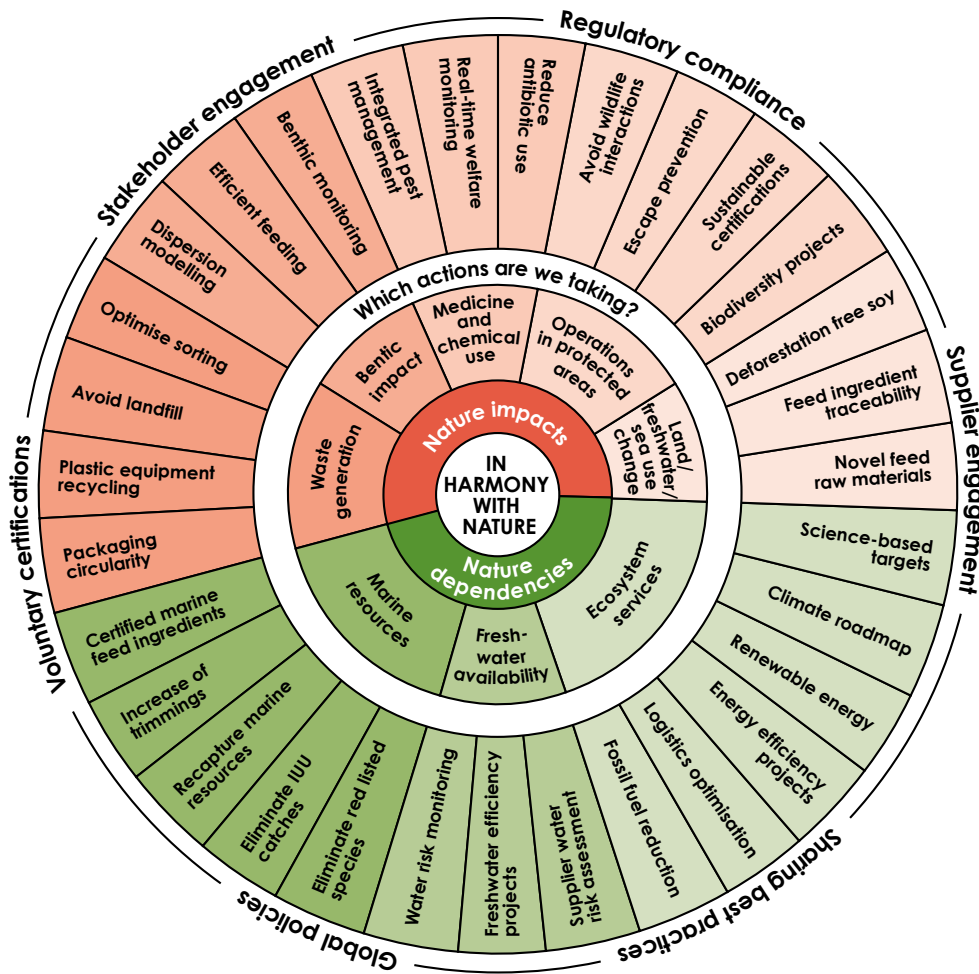 Stakeholder engagement
Regulatory compliance
Supplier engagement
Sharing best practices
Global policies
Voluntary certifications
Integrated pest
management
Real-time welfare
monitoring
Reduce
antibiotic use
Avoid wildlife
interactions
Escape prevention
Sustainable
certifications
Biodiversity projects
Deforestation free soy
Feed ingredient
traceability
Novel feed
raw materials
Science-based
targets
Climate roadmap
Renewable energy
Energy efficiency
projects
Logistics optimisation
Fossil fuel reduction
Supplier water
risk assessment
Freshwater efficiency
projects
Water risk monitoring
Eliminate red listed
species
Eliminate IUU
catches
Recapture marine
resources
Increase of
trimmings
Certified marine
feed ingredients
Packaging
circularity
Plastic equipment
recycling
Avoid landfill
Optimise sorting
Dispersion
modelling
Efficient feeding
Benthic monitoring
Which actions are we taking?
Waste
generation
Bentic
impact
Medicine
and
chemical
use
Operations
in protected
areas
Land/
freshwater/
sea use
change
Ecosystem
services
Fresh-
water
availability
Marine
resources
Nature impacts
Nature
dependencies
IN
HARMONY
WITH
NATURE